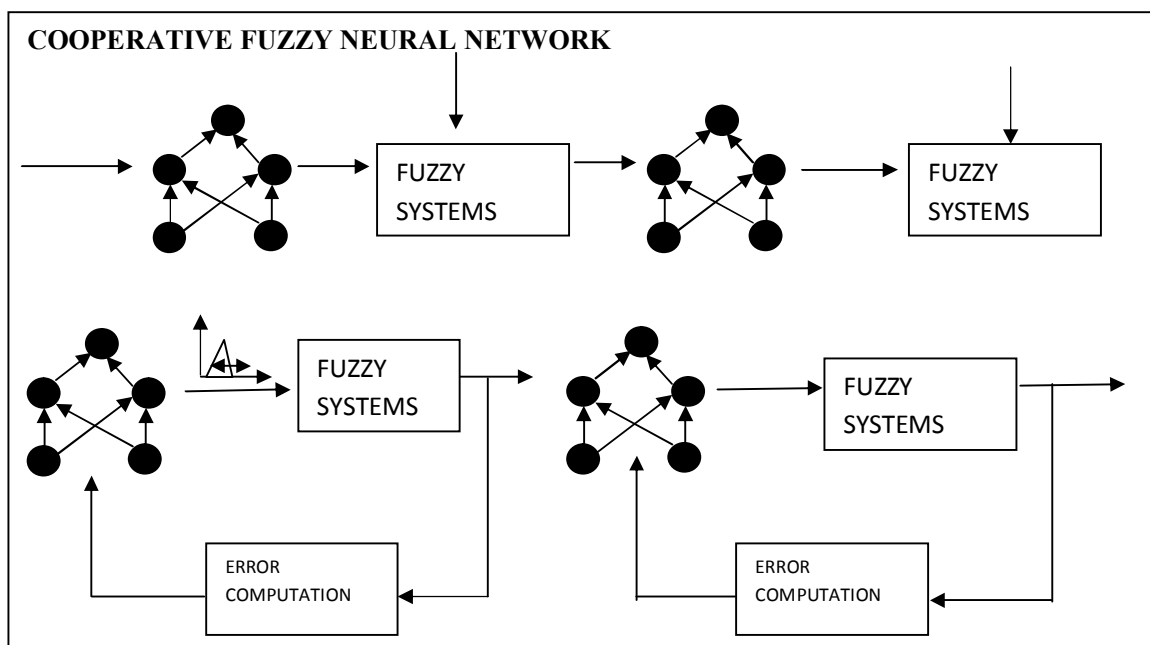 COOPERATIVE FUZZY NEURAL NETWORK
FUZZY
SYSTEMS
FUZZY
SYSTEMS
FUZZY
SYSTEMS
FUZZY
SYSTEMS
ERROR
COMPUTATION
ERROR
COMPUTATION